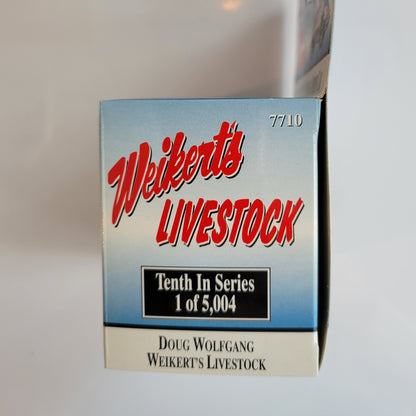 7710
Weikert's
LIVESTOCK
Tenth In Series
1 of 5,004
DOUG WOLFGANG
WEIKERT'S LIVESTOCK